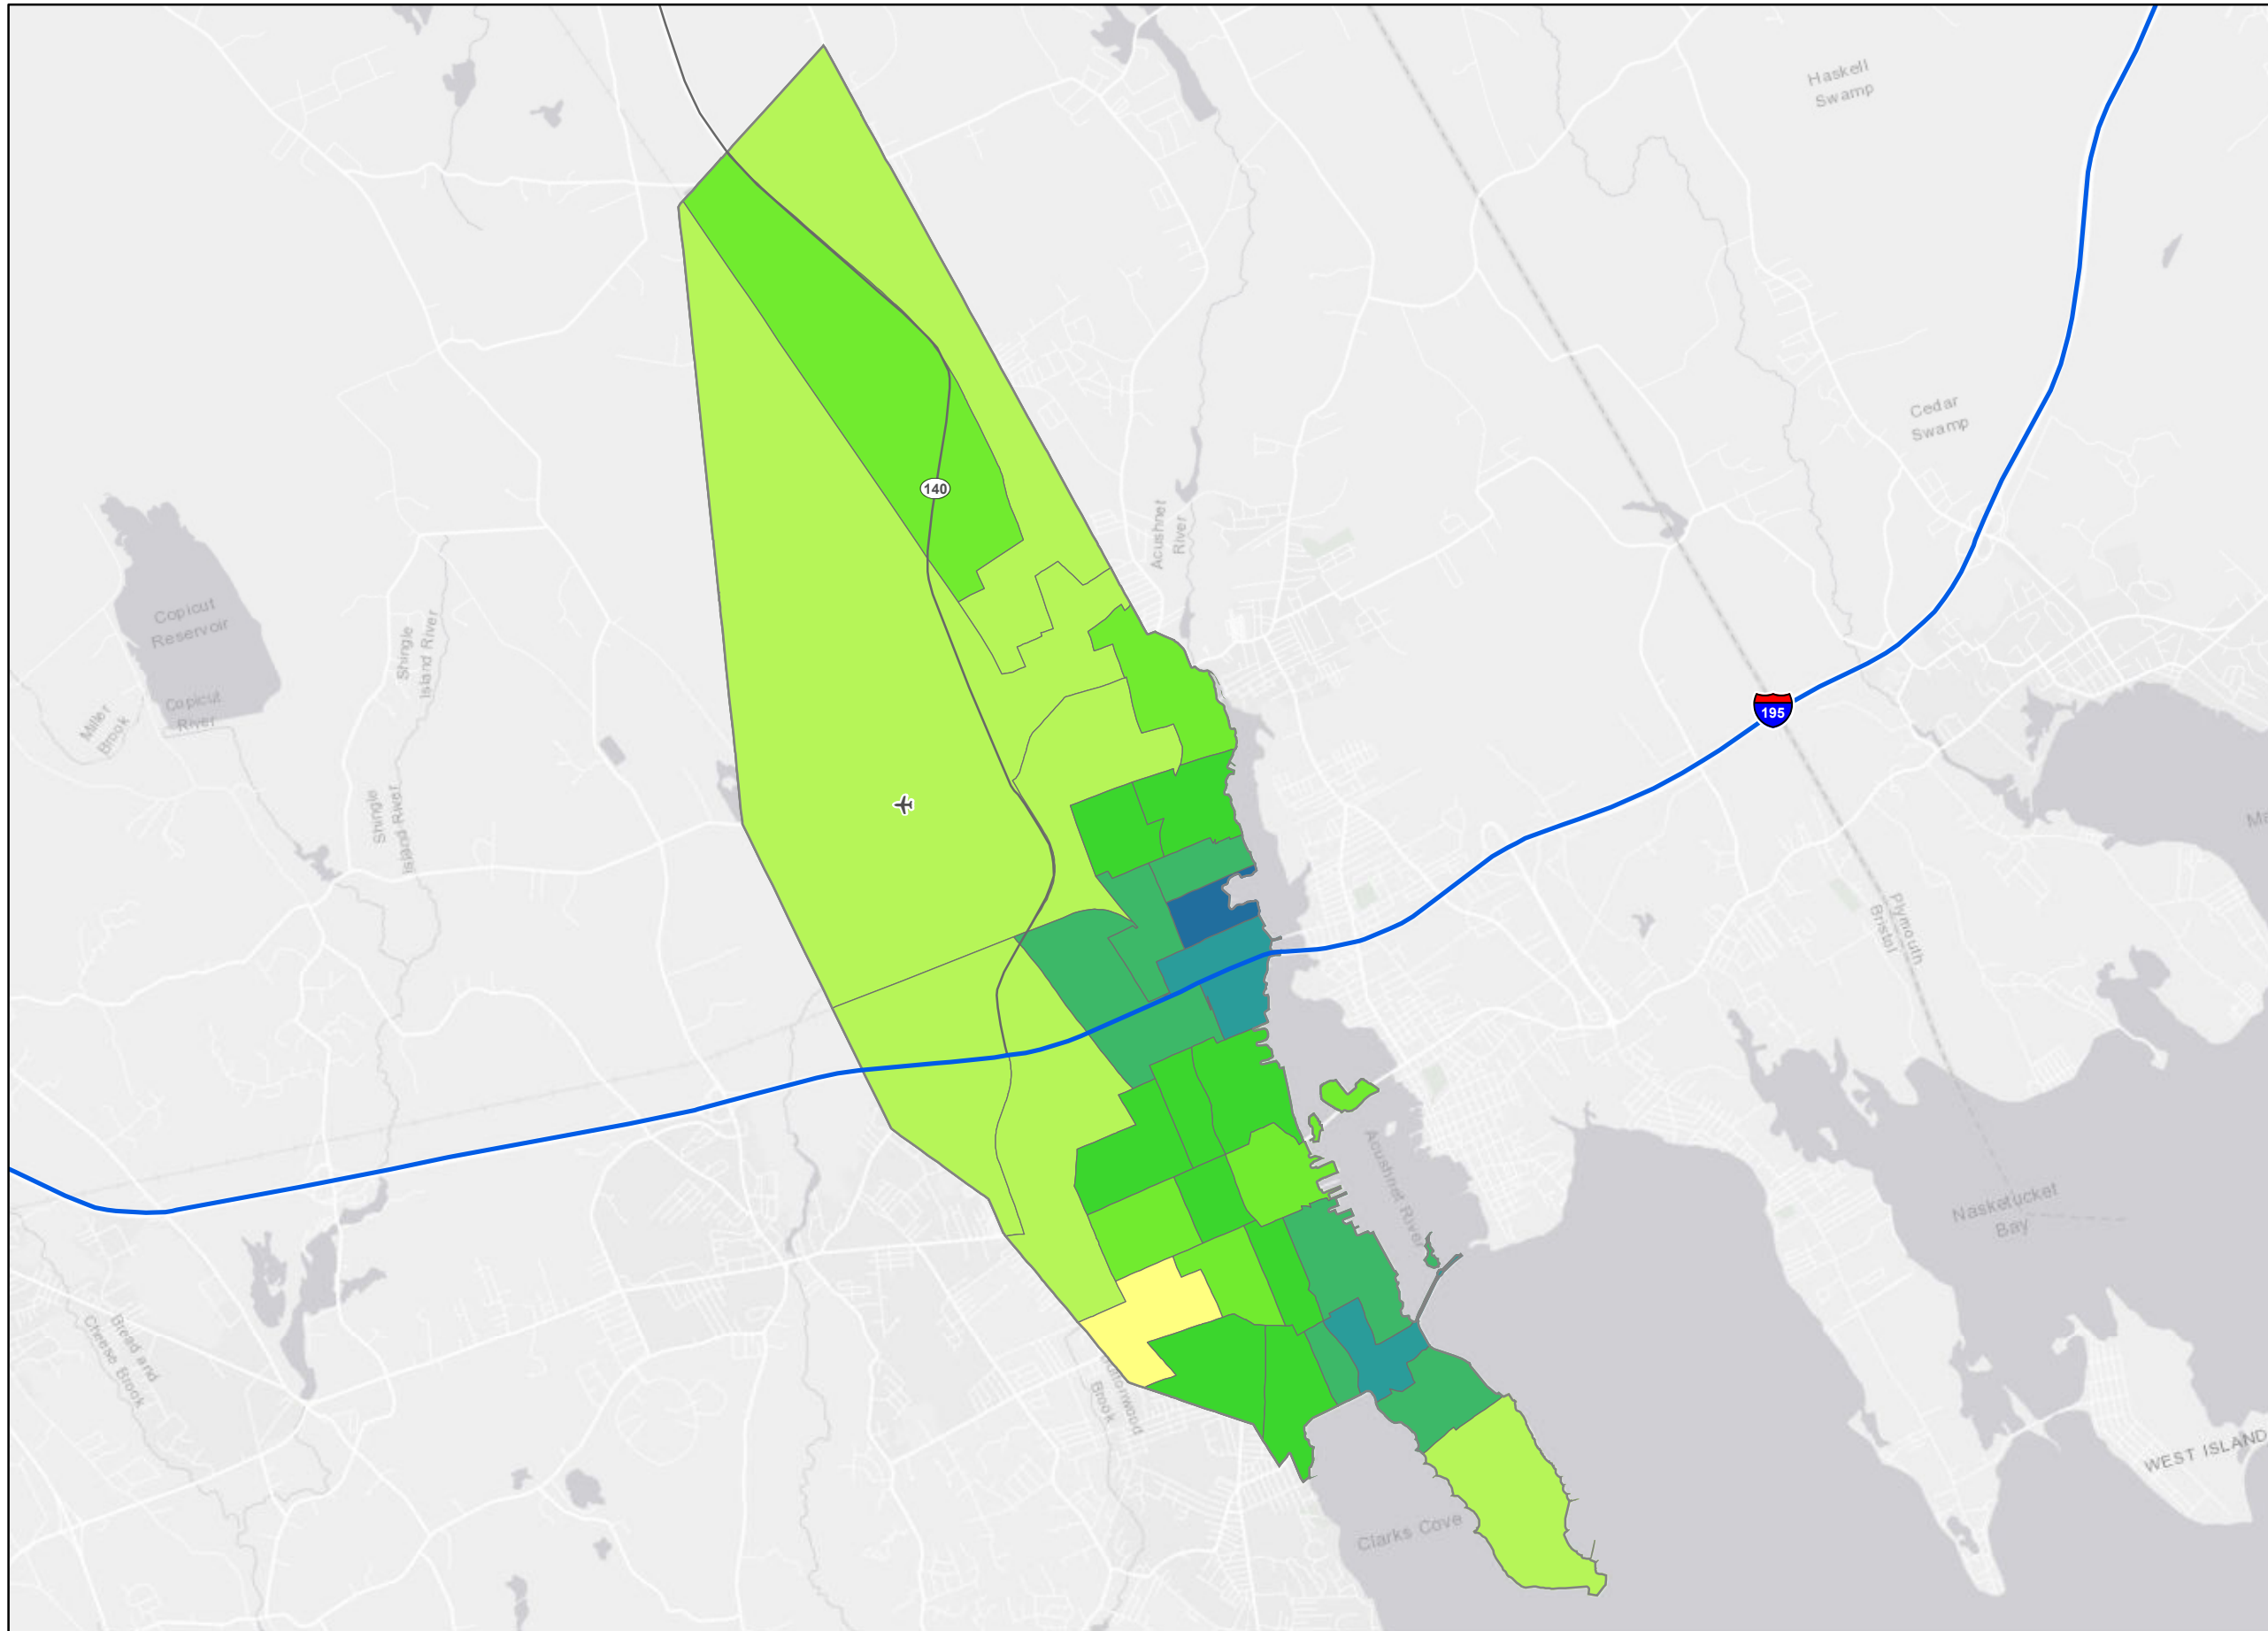 Haskell
Swamp
Cedar
Swamp
140
Acushnet
River
Copicut
Reservoir
Shingle
Island River
Copicut
River
Miller
Brook
195
Shingle
Island River
Plymouth
Bristol
Acushnet River
Nasketucket
Bay
Bread and
Cheese Brook
Brook
WEST ISLAND
Clarks Cove